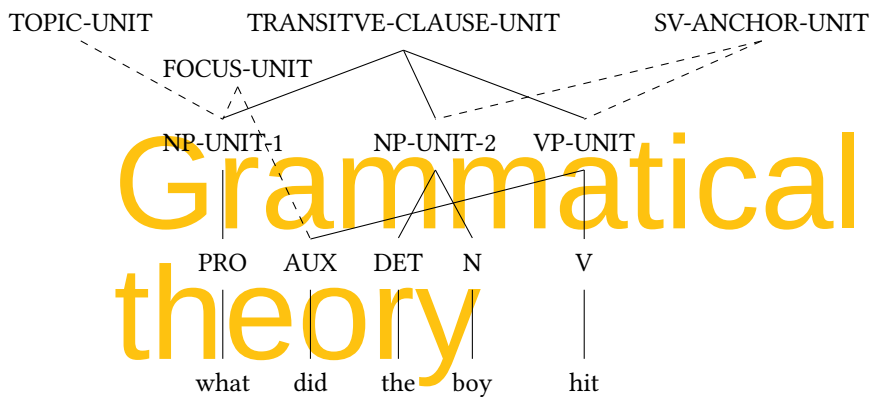 TOPIC-UNIT TRANSITVE-CLAUSE-UNIT SV-ANCHOR-UNIT
FOCUS-UNIT
NP-UNIT-1 NP-UNIT-2 VP-UNIT
Grammatical
PRO AUX DET N V
theory
what did the boy hit